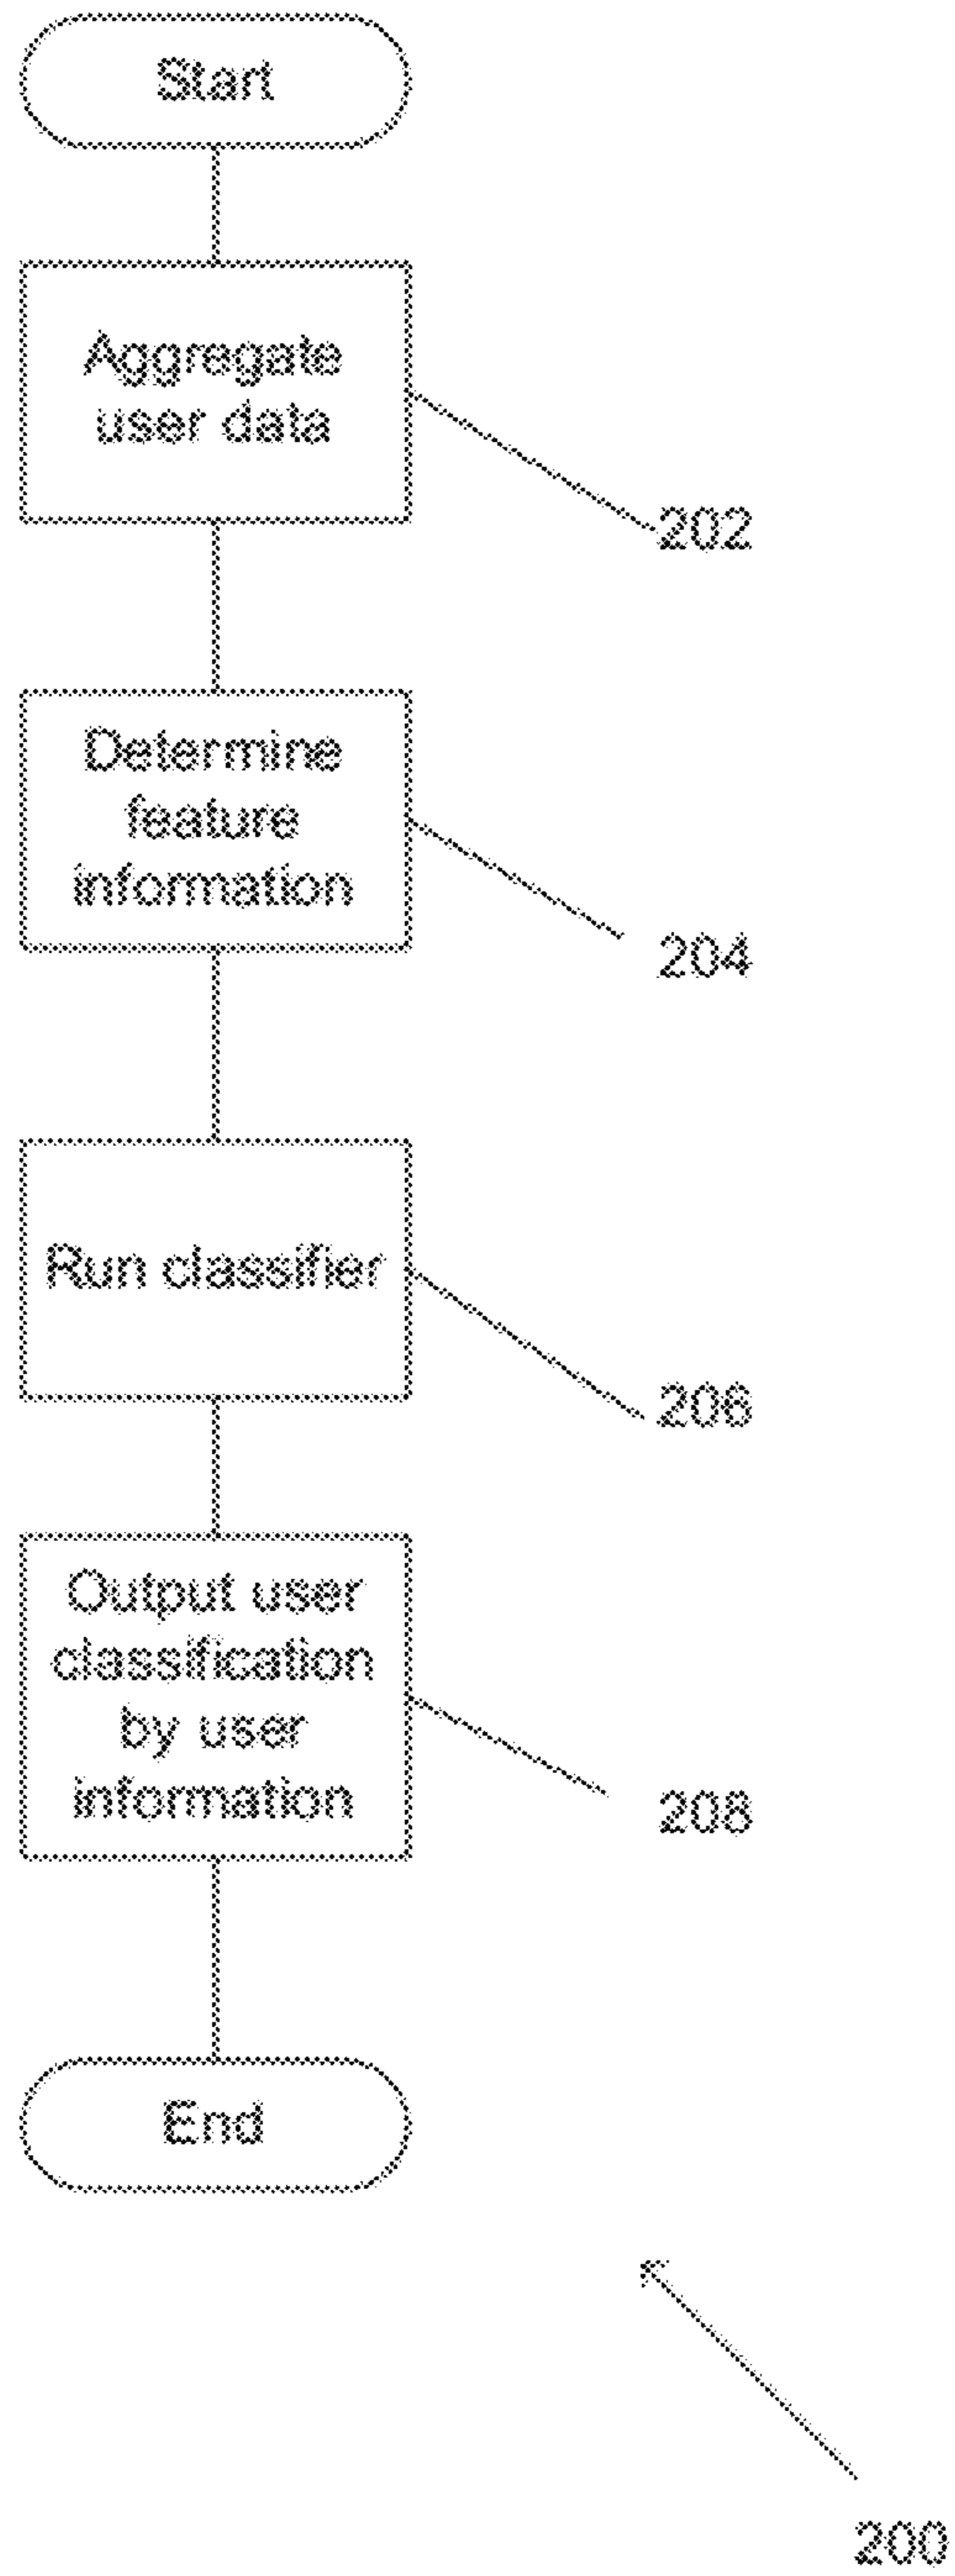 Start
Aggregate
user data
202
Determine
feature
information
204
Run classifier
206
Output user
classification
by user
information
208
End
200